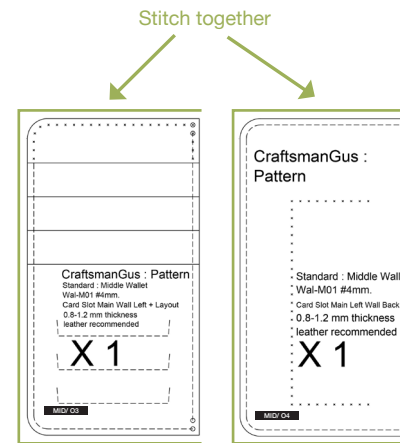 Stitch together
CraftsmanGus : Pattern
Standard : Middle Wallet
Wal-M01 #4mm.
Card Slot Main Wall Left + Layout
0.8-1.2 mm thickness
leather recommended
X 1
MID/ O3
CraftsmanGus :
Pattern
Standard : Middle Wall
Wal-M01 #4mm.
Card Slot Main Left Wall Back
0.8-1.2 mm thickness
leather recommended
X 1
MID/ O4